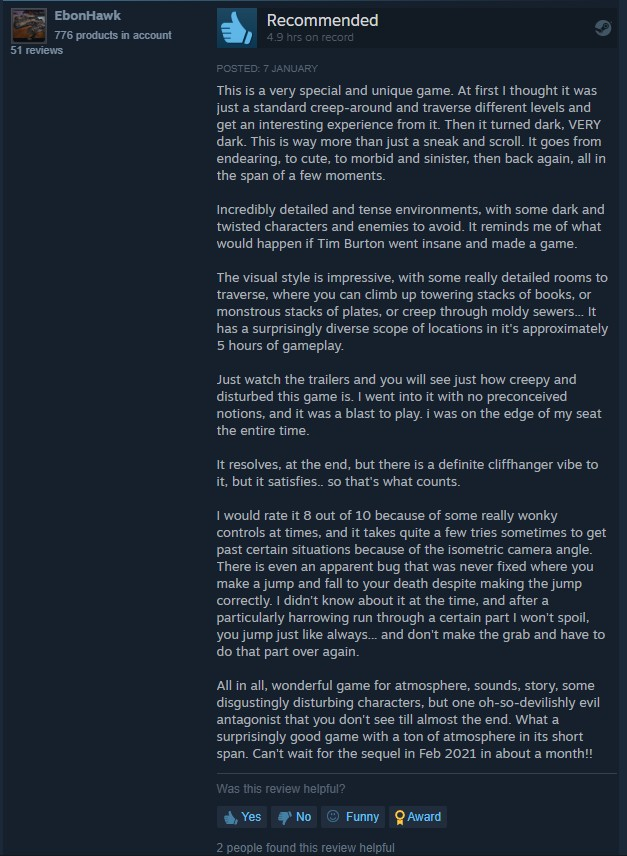 EbonHawk
776 products in account
51 reviews
Recommended
4.9 hrs on record
POSTED: 7 JANUARY
This is a very special and unique game. At first I thought it was
just a standard creep-around and traverse different levels and
get an interesting experience from it. Then it turned dark, VERY
dark. This is way more than just a sneak and scroll. It goes from
endearing, to cute, to morbid and sinister, then back again, all in
the span of a few moments.
Incredibly detailed and tense environments, with some dark and
twisted characters and enemies to avoid. It reminds me of what
would happen if Tim Burton went insane and made a game.
The visual style is impressive, with some really detailed rooms to
traverse, where you can climb up towering stacks of books, or
monstrous stacks of plates, or creep through moldy sewers... It
has a surprisingly diverse scope of locations in it's approximately
5 hours of gameplay.
Just watch the trailers and you will see just how creepy and
disturbed this game is. I went into it with no preconceived
notions, and it was a blast to play. i was on the edge of my seat
the entire time.
It resolves, at the end, but there is a definite cliffhanger vibe to
it, but it satisfies.. so that's what counts.
I would rate it 8 out of 10 because of some really wonky
controls at times, and it takes quite a few tries sometimes to get
past certain situations because of the isometric camera angle.
There is even an apparent bug that was never fixed where you
make a jump and fall to your death despite making the jump
correctly. I didn't know about it at the time, and after a
particularly harrowing run through a certain part I won't spoil,
you jump just like always... and don't make the grab and have to
do that part over again.
All in all, wonderful game for atmosphere, sounds, story, some
disgustingly disturbing characters, but one oh-so-devilishly evil
antagonist that you don't see till almost the end. What a
surprisingly good game with a ton of atmosphere in its short
span. Can't wait for the sequel in Feb 2021 in about a month!!
Was this review helpful?
Yes No Funny Award
2 people found this review helpful